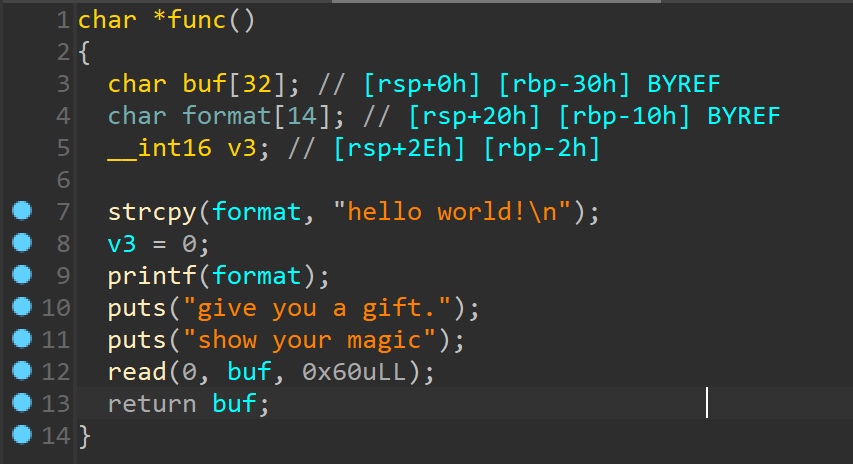 1 char *func()
2 {
3   char buf[32]; // [rsp+0h] [rbp-30h] BYREF
4   char format[14]; // [rsp+20h] [rbp-10h] BYREF
5   __int16 v3; // [rsp+2Eh] [rbp-2h]
6
7   strcpy(format, "hello world!\n");
8   v3 = 0;
9   printf(format);
10   puts("give you a gift.");
11   puts("show your magic");
12   read(0, buf, 0x60uLL);
13   return buf;
14 }